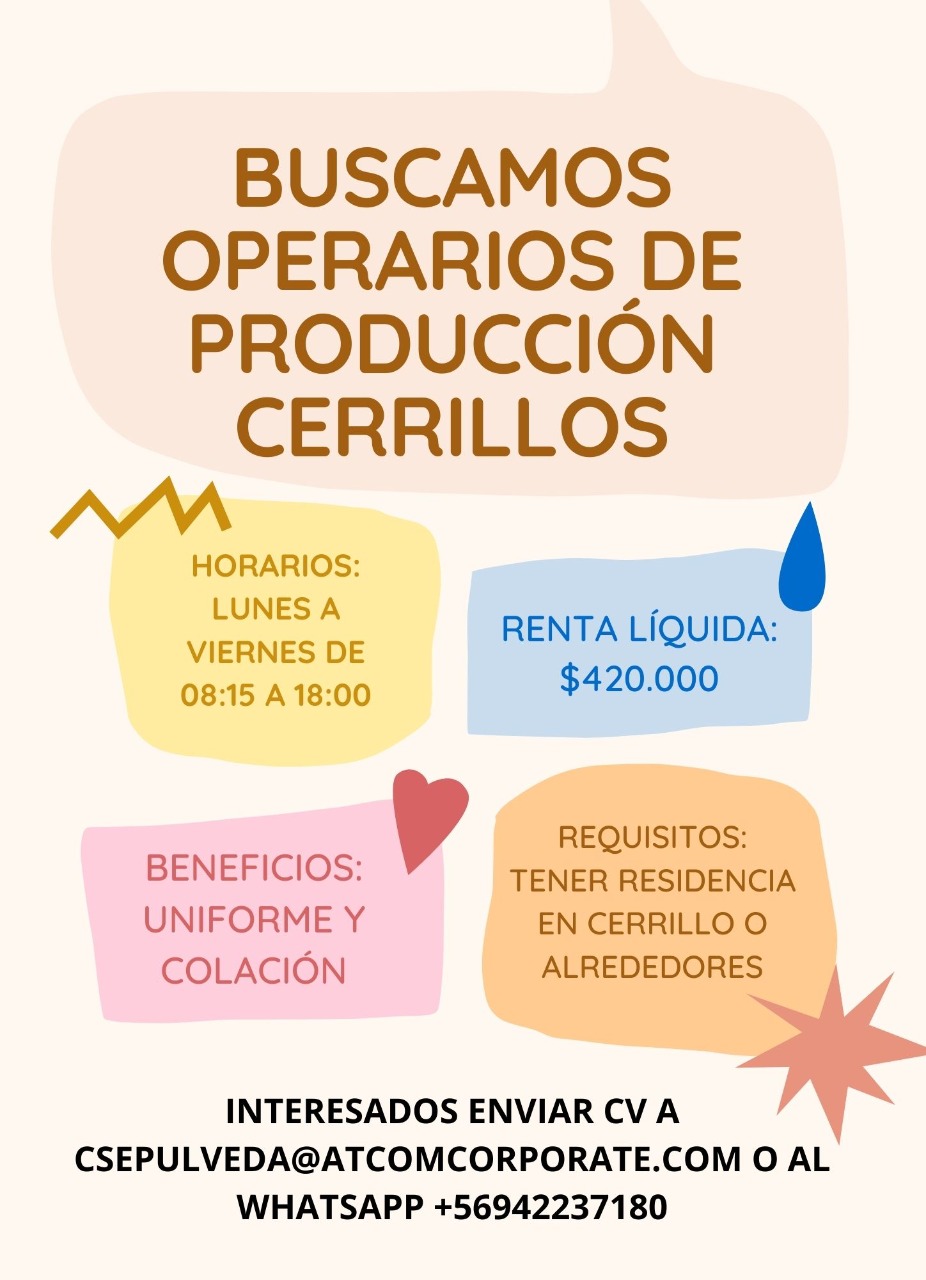 BUSCAMOS
OPERARIOS DE
PRODUCCIÓN
CERRILLOS
HORARIOS:
LUNES A
VIERNES DE
08:15 A 18:00
RENTA LÍQUIDA:
$420.000
BENEFICIOS:
UNIFORME Y
COLACIÓN
REQUISITOS:
TENER RESIDENCIA
EN CERRILLO O
ALREDEDORES
INTERESADOS ENVIAR CV A
CSEPULVEDA@ATCOMCORPORATE.COM O AL
WHATSAPP +56942237180